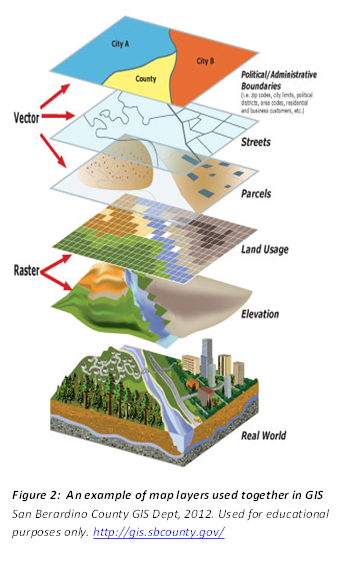 City A
City B
County
Political/Administrative
Boundaries
(i.e. zip codes, city limits, political
districts, area codes, residential
and business customers, etc.)
Vector
Streets
Parcels
Land Usage
Raster
Elevation
Real World
Figure 2: An example of map layers used together in GIS
San Berardino County GIS Dept, 2012. Used for educational
purposes only. http://gis.sbcounty.gov/